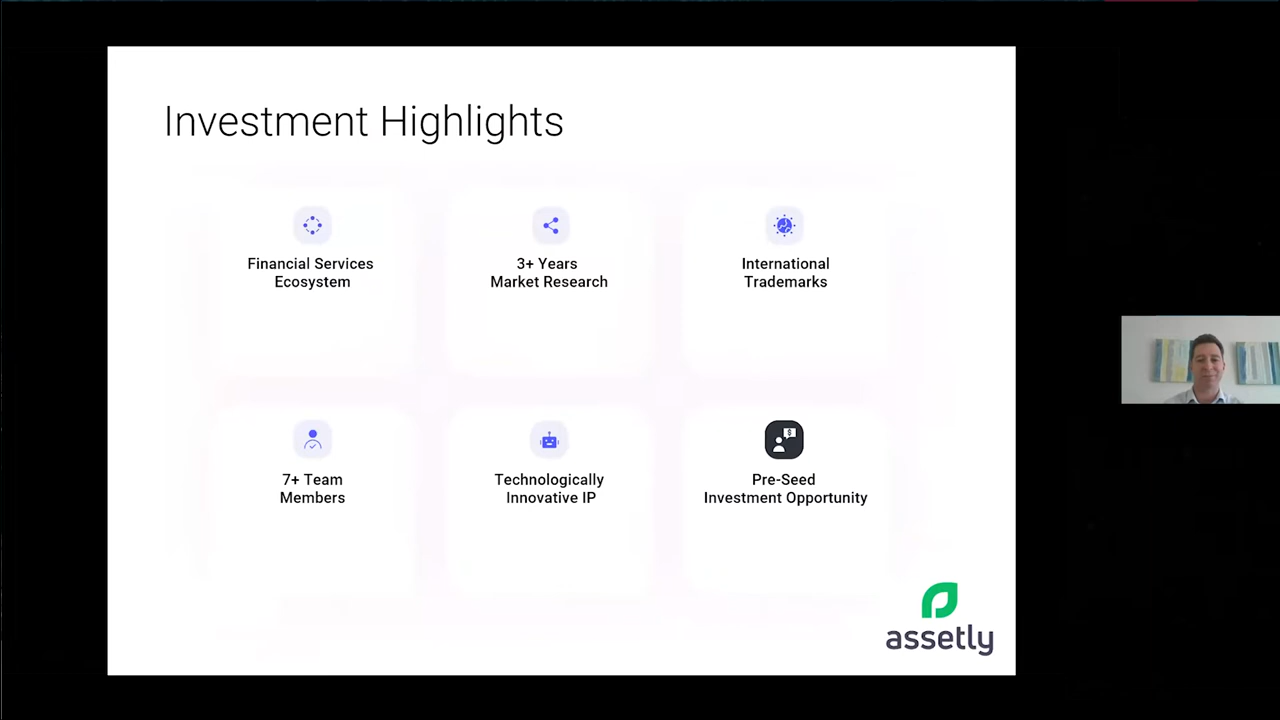 Investment Highlights
Financial Services
Ecosystem
3+ Years
Market Research
International
Trademarks
7+ Team
Members
Technologically
Innovative IP
Pre-Seed
Investment Opportunity
assetly